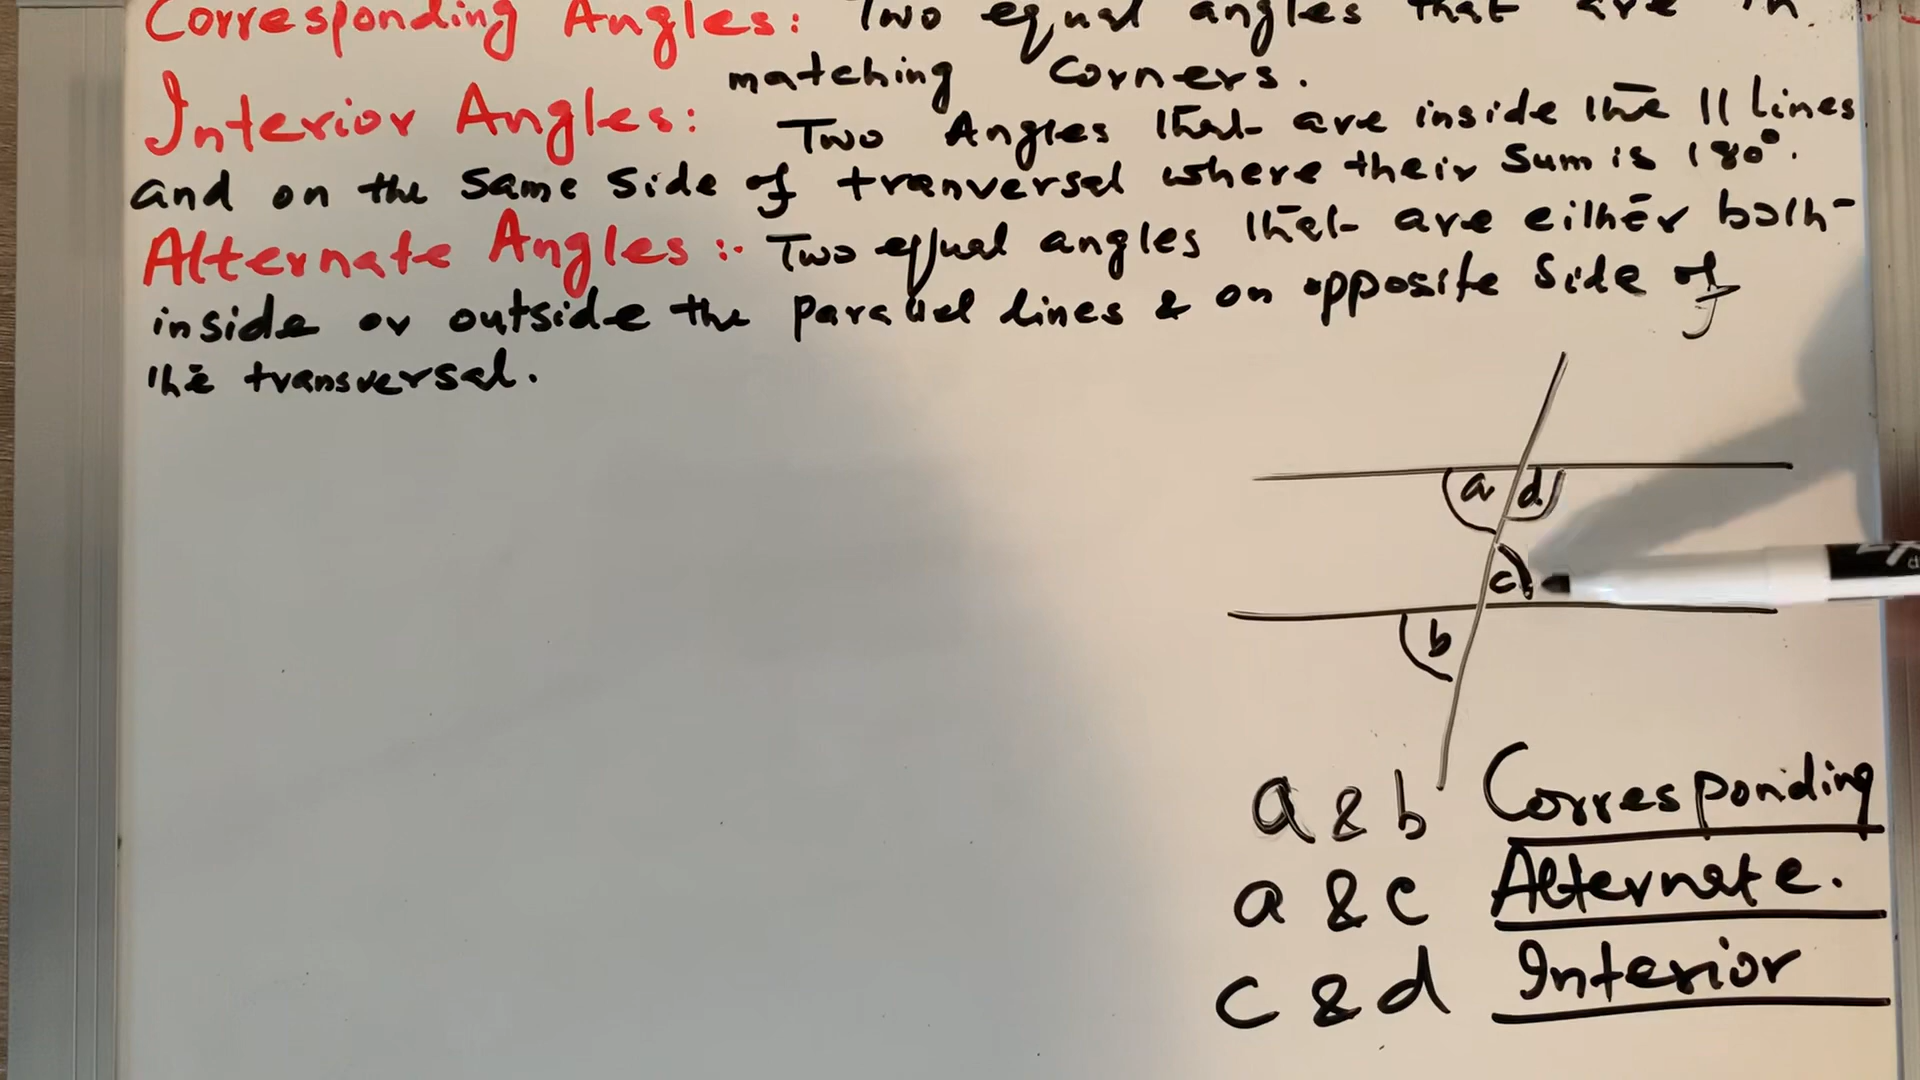 Corresponding Angles: Two equal angles that are in
matching corners.
Interior Angles: Two Angles that are inside the || lines
and on the same side of tranversal where their sum is 180°.
Alternate Angles :- Two equal angles that are either both
inside or outside the parallel lines & on opposite side of
the transversal.
a d
c
b
a & b Corresponding
a & c Alternate.
c & d Interior